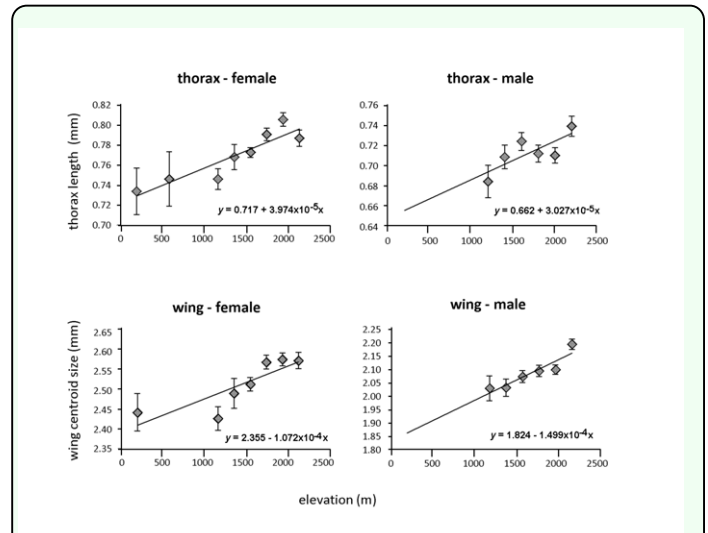 thorax - female
thorax length (mm)
0.82
0.80
0.78
0.76
0.74
0.72
0.70
y = 0.717 + 3.974x10-5x
0 500 1000 1500 2000 2500
thorax - male
0.76
0.74
0.72
0.70
0.68
0.66
0.64
y = 0.662 + 3.027x10-5x
0 500 1000 1500 2000 2500
wing - female
wing centroid size (mm)
2.65
2.60
2.55
2.50
2.45
2.40
2.35
y = 2.355 - 1.072x10-4x
0 500 1000 1500 2000 2500
wing - male
2.25
2.20
2.15
2.10
2.05
2.00
1.95
1.90
1.85
1.80
y = 1.824 - 1.499x10-4x
0 500 1000 1500 2000 2500
elevation (m)